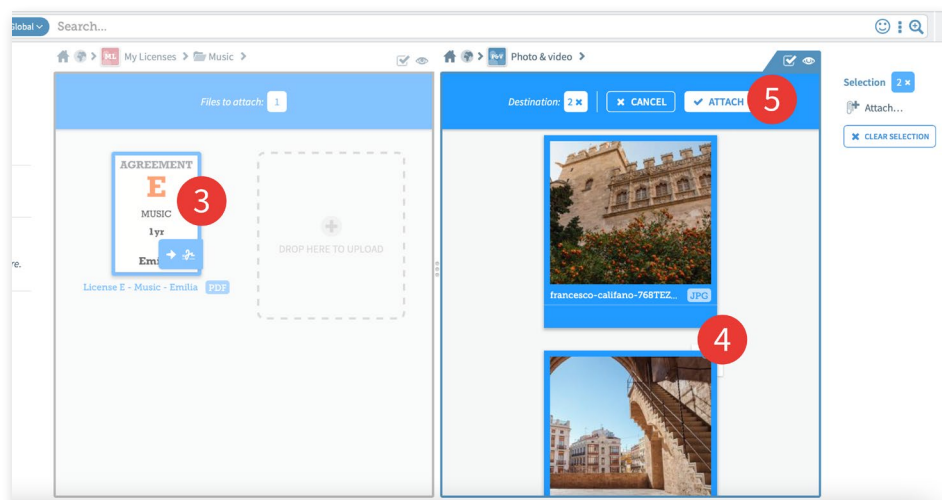 Global
Search...
My Licenses > Music >
Photo & video >
Files to attach: 1
Destination: 2 ×
× CANCEL
✓ ATTACH
5
Selection 2 ×
Attach...
× CLEAR SELECTION
AGREEMENT
E
MUSIC
1yr
3
DROP HERE TO UPLOAD
License E - Music - Emilia PDF
re.
francesco-califano-768TEZ... JPG
4